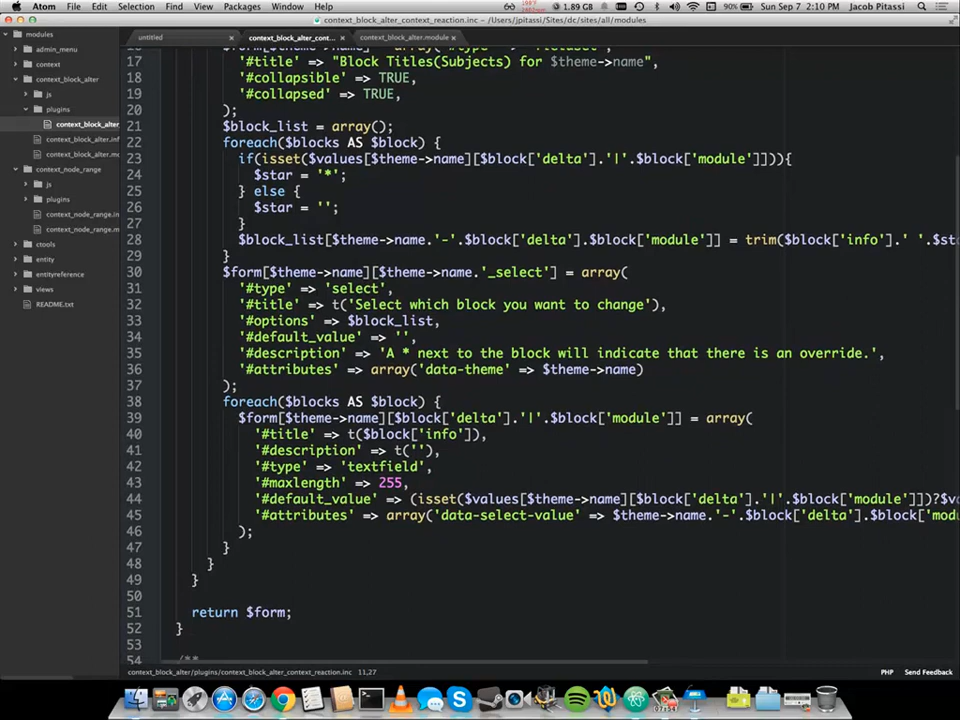 Atom File Edit Selection Find View Packages Window Help 1.89 GB 90% Sun Sep 7 2:10 PM Jacob Pitassi
context_block_alter_context_reaction.inc — /Users/jpitassi/Sites/dc/sites/all/modules
modules
admin_menu
context
context_block_alter
js
plugins
context_block_alter
context_block_alter.inf
context_block_alter.mo
context_node_range
js
plugins
context_node_range.in
context_node_range.m
ctools
entity
entityreference
views
README.txt
untitled
context_block_alter_cont...
context_block_alter.module
17 '#title' => "Block Titles(Subjects) for $theme->name",
18 '#collapsible' => TRUE,
19 '#collapsed' => TRUE,
20 );
21 $block_list = array();
22 foreach($blocks AS $block) {
23 if(isset($values[$theme->name][$block['delta'].'|'.$block['module']])){
24 $star = '*';
25 } else {
26 $star = '';
27 }
28 $block_list[$theme->name.'-'.$block['delta'].$block['module']] = trim($block['info'].' '.$sta
29 }
30 $form[$theme->name][$theme->name.'_select'] = array(
31 '#type' => 'select',
32 '#title' => t('Select which block you want to change'),
33 '#options' => $block_list,
34 '#default_value' => '',
35 '#description' => 'A * next to the block will indicate that there is an override.',
36 '#attributes' => array('data-theme' => $theme->name)
37 );
38 foreach($blocks AS $block) {
39 $form[$theme->name][$block['delta'].'|'.$block['module']] = array(
40 '#title' => t($block['info']),
41 '#description' => t(''),
42 '#type' => 'textfield',
43 '#maxlength' => 255,
44 '#default_value' => (isset($values[$theme->name][$block['delta'].'|'.$block['module']])?$va
45 '#attributes' => array('data-select-value' => $theme->name.'-'.$block['delta'].$block['modu
46 );
47 }
48 }
49 }
50
51 return $form;
52 }
53
54 /**
context_block_alter/plugins/context_block_alter_context_reaction.inc 11,27 PHP Send Feedback